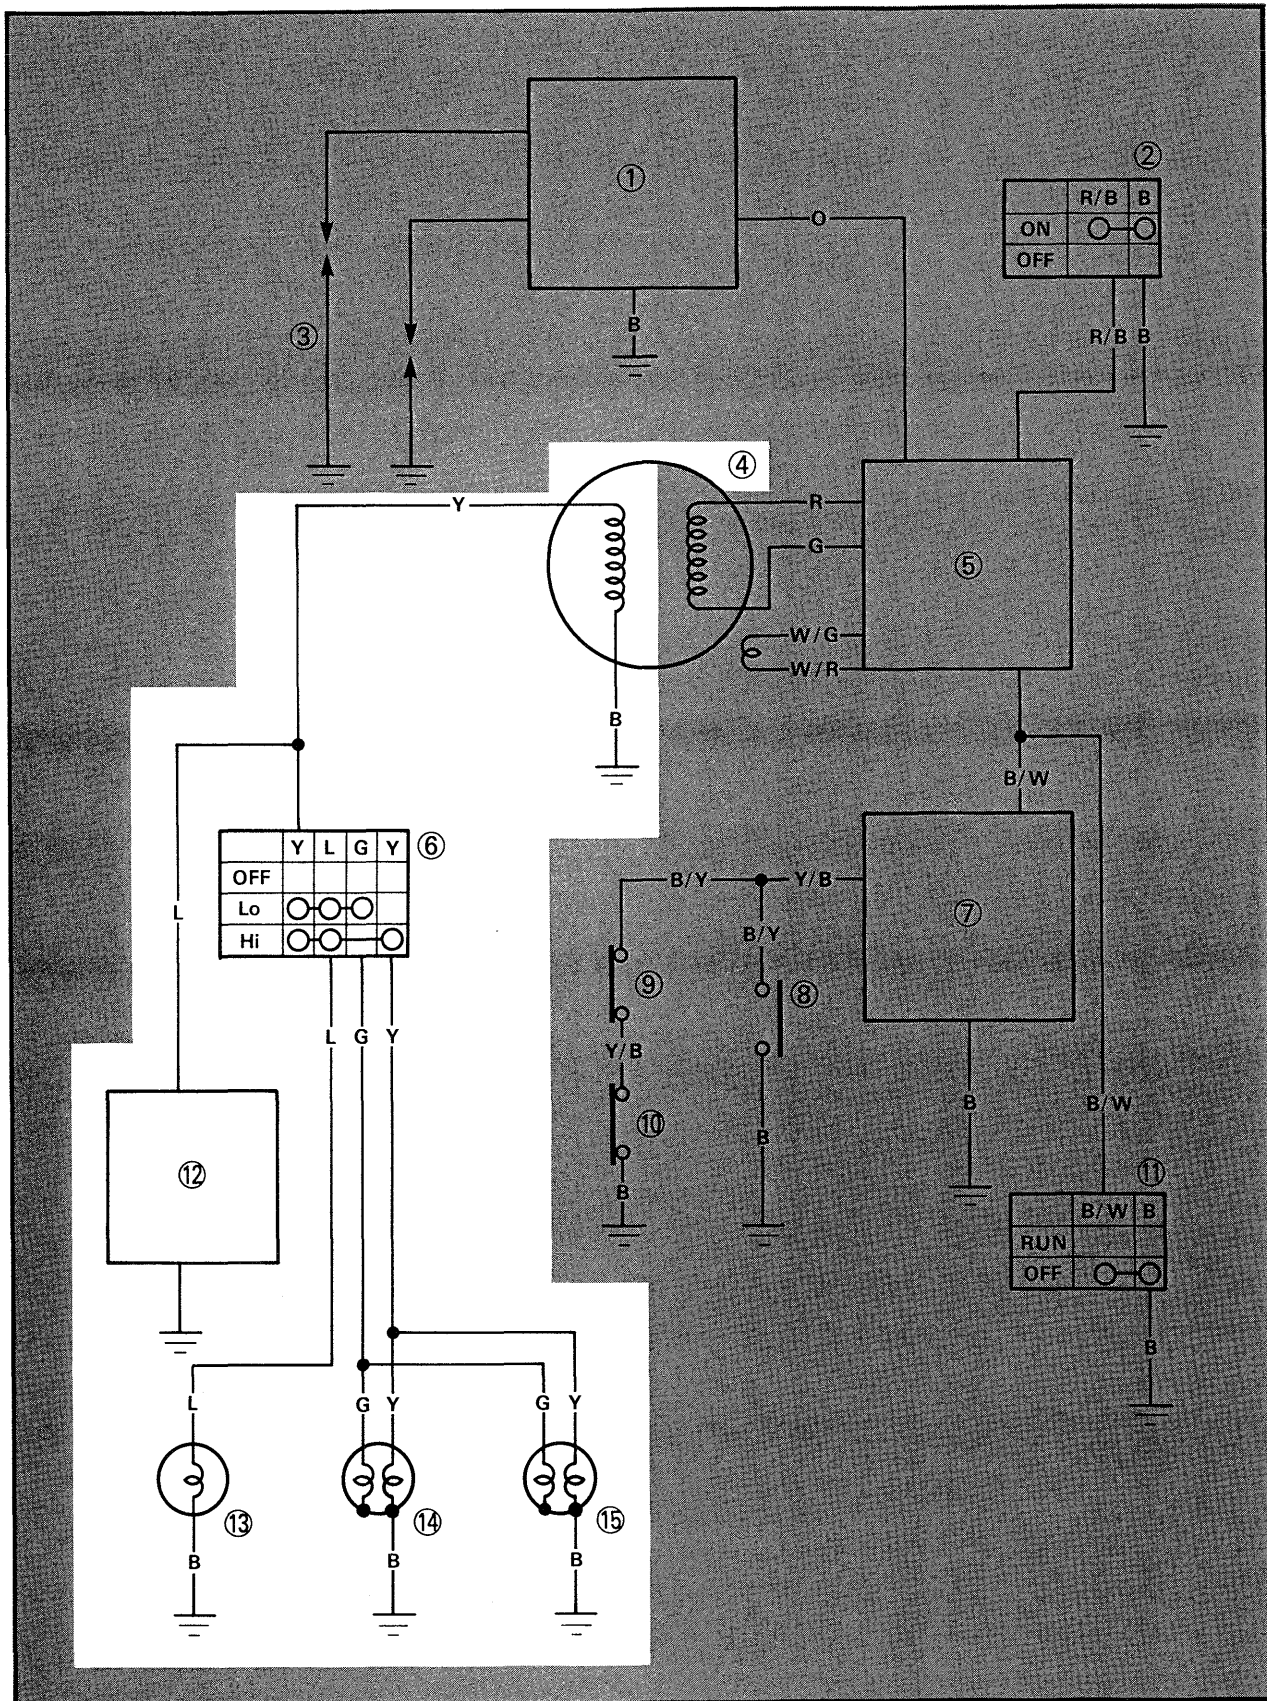 ①
②
R/B B
ON
OFF
O
③
B
R/B B
④
Y
R
G
⑤
W/G
W/R
B
B/W
⑥
Y L G Y
OFF
Lo
Hi
L
B/Y Y/B
⑦
B/Y
⑨
⑧
L G Y
Y/B
⑩
B
B
B
B/W
⑪
B/W B
RUN
OFF
⑫
B
L
G Y
G Y
⑬
⑭
⑮
B
B
B